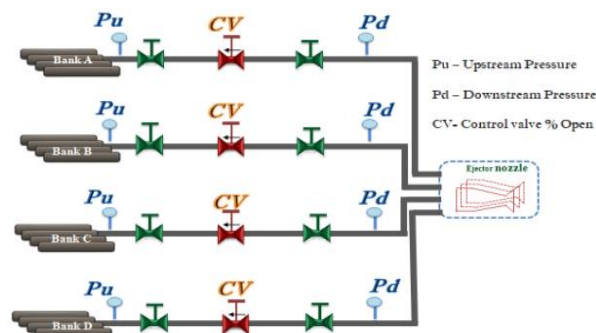 Pu CV Pd
Bank A
Pu – Upstream Pressure
Pd – Downstream Pressure
CV- Control valve % Open
Pu CV Pd
Bank B
Ejector nozzle
Pu CV Pd
Bank C
Pu CV Pd
Bank D